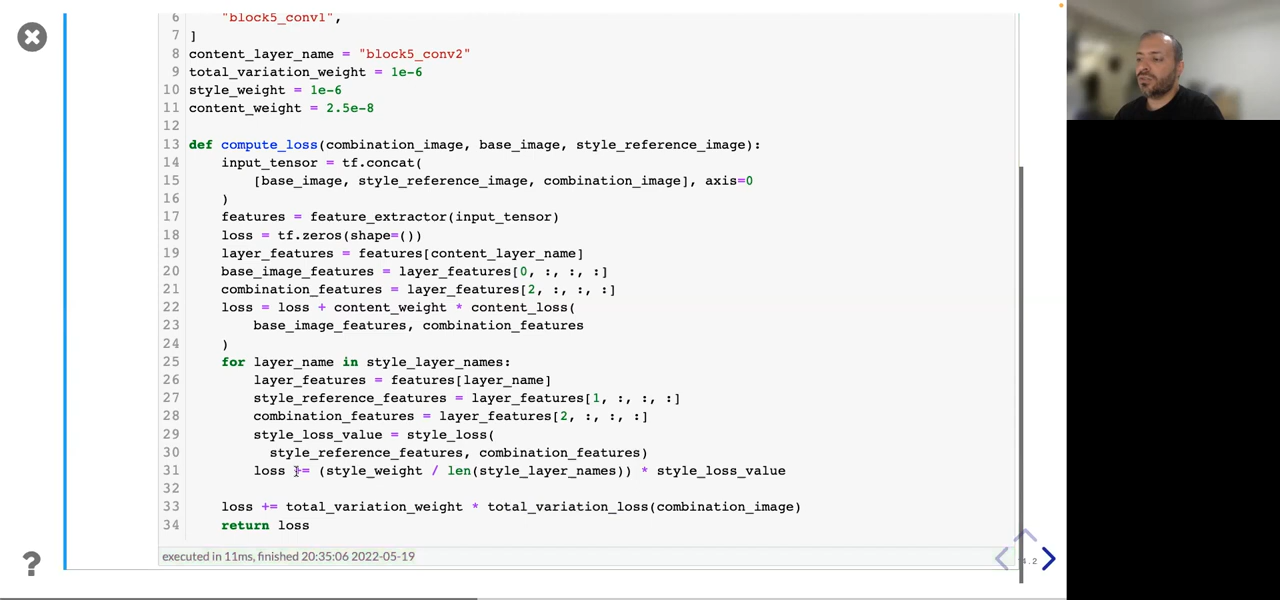 6 "block5_conv1",
7 ]
8 content_layer_name = "block5_conv2"
9 total_variation_weight = 1e-6
10 style_weight = 1e-6
11 content_weight = 2.5e-8
12
13 def compute_loss(combination_image, base_image, style_reference_image):
14 input_tensor = tf.concat(
15 [base_image, style_reference_image, combination_image], axis=0
16 )
17 features = feature_extractor(input_tensor)
18 loss = tf.zeros(shape=())
19 layer_features = features[content_layer_name]
20 base_image_features = layer_features[0, :, :, :]
21 combination_features = layer_features[2, :, :, :]
22 loss = loss + content_weight * content_loss(
23 base_image_features, combination_features
24 )
25 for layer_name in style_layer_names:
26 layer_features = features[layer_name]
27 style_reference_features = layer_features[1, :, :, :]
28 combination_features = layer_features[2, :, :, :]
29 style_loss_value = style_loss(
30 style_reference_features, combination_features)
31 loss += (style_weight / len(style_layer_names)) * style_loss_value
32
33 loss += total_variation_weight * total_variation_loss(combination_image)
34 return loss
executed in 11ms, finished 20:35:06 2022-05-19
?